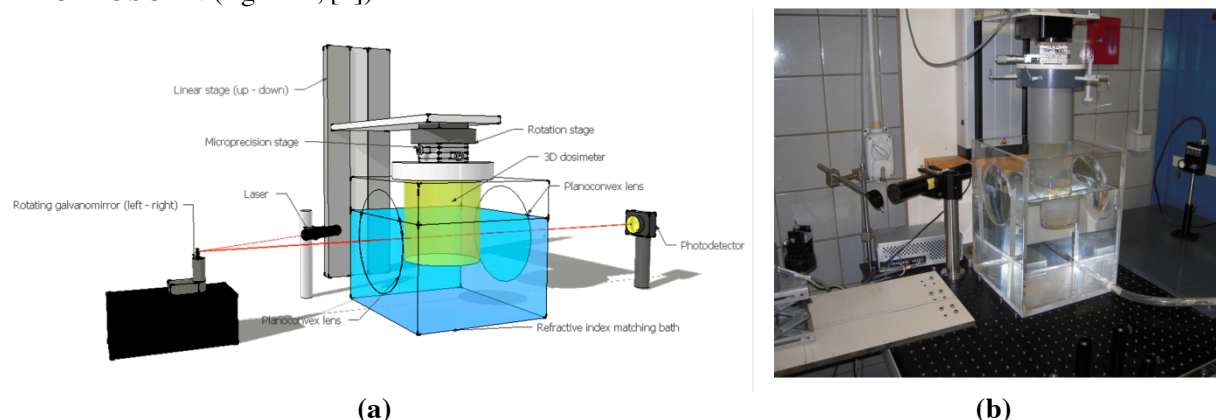 Linear stage (up - down)
Microprecision stage
Rotation stage
3D dosimeter
Planoconvex lens
Laser
Rotating galvanomirror (left - right)
Photodetector
Planoconvex lens
Refractive index matching bath
(a)
(b)